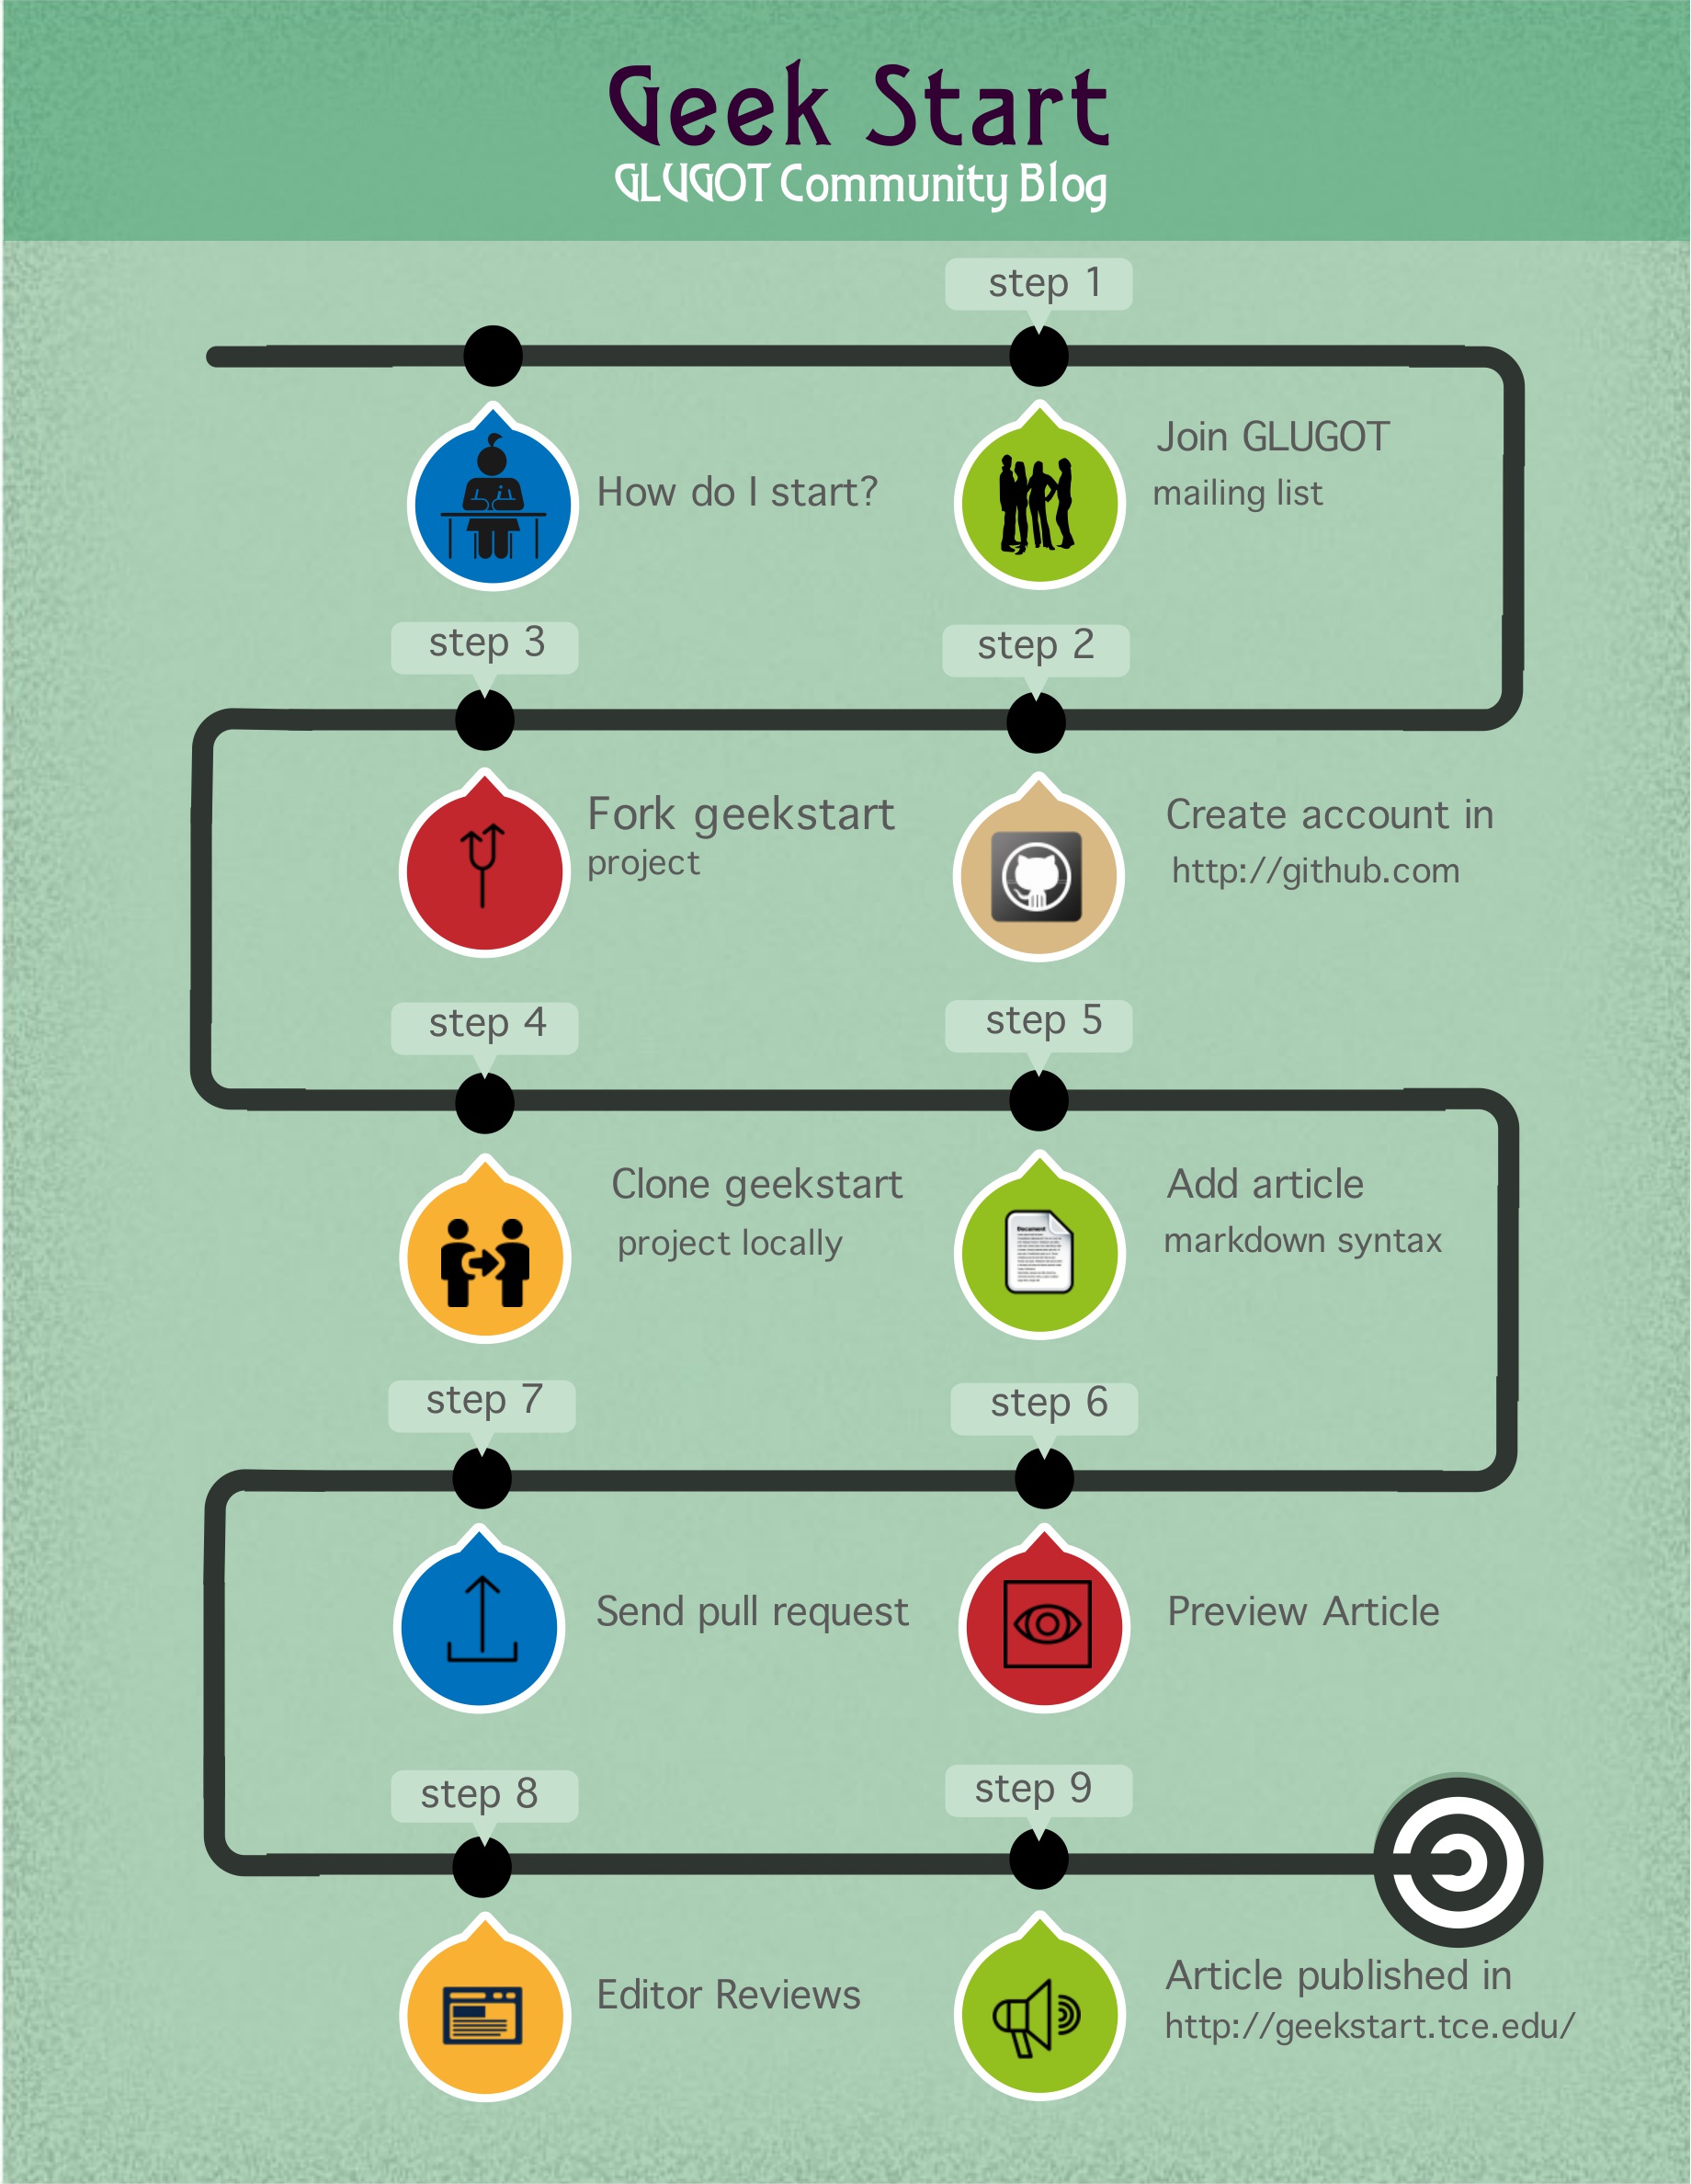 Geek Start
GLUGOT Community Blog
How do I start?
step 1
Join GLUGOT
mailing list
step 2
Create account in
http://github.com
step 3
Fork geekstart
project
step 4
Clone geekstart
project locally
step 5
Add article
markdown syntax
Document
step 6
Preview Article
step 7
Send pull request
step 8
Editor Reviews
step 9
Article published in
http://geekstart.tce.edu/